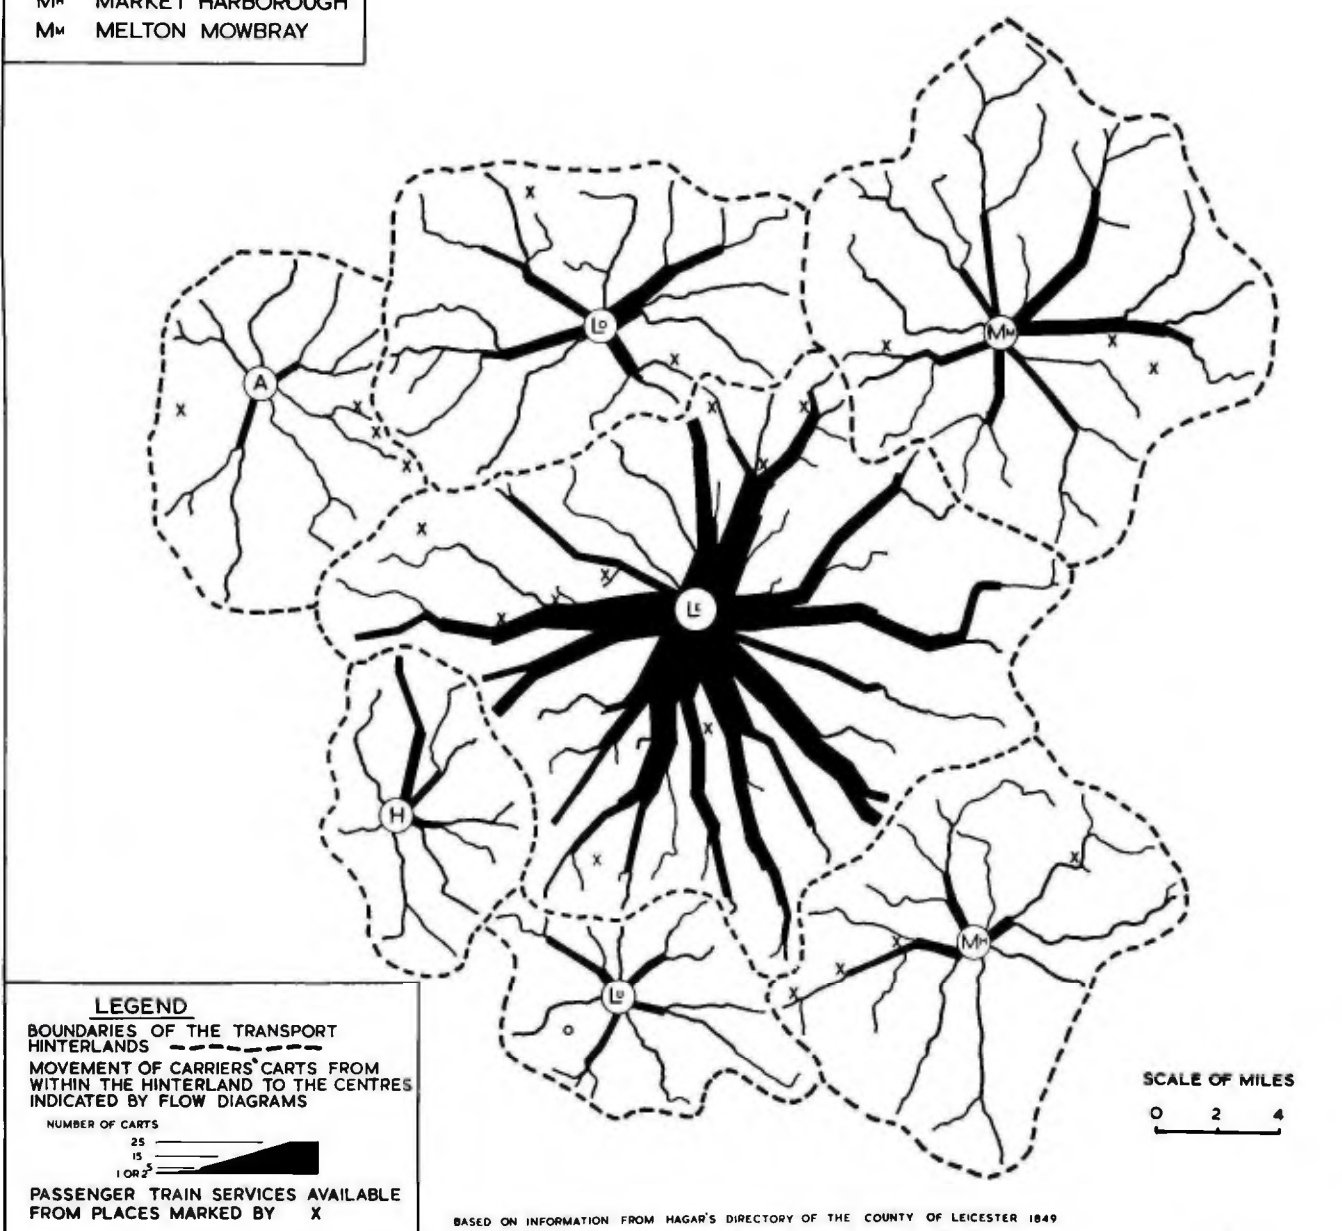 MH MARKET HARBOROUGH
MM MELTON MOWBRAY
LO
MM
A
LE
H
MH
LU
LEGEND
BOUNDARIES OF THE TRANSPORT
HINTERLANDS
MOVEMENT OF CARRIERS' CARTS FROM
WITHIN THE HINTERLAND TO THE CENTRES
INDICATED BY FLOW DIAGRAMS
NUMBER OF CARTS
25
15
5
1 OR 2
PASSENGER TRAIN SERVICES AVAILABLE
FROM PLACES MARKED BY X
SCALE OF MILES
0 2 4
BASED ON INFORMATION FROM HAGAR'S DIRECTORY OF THE COUNTY OF LEICESTER 1849